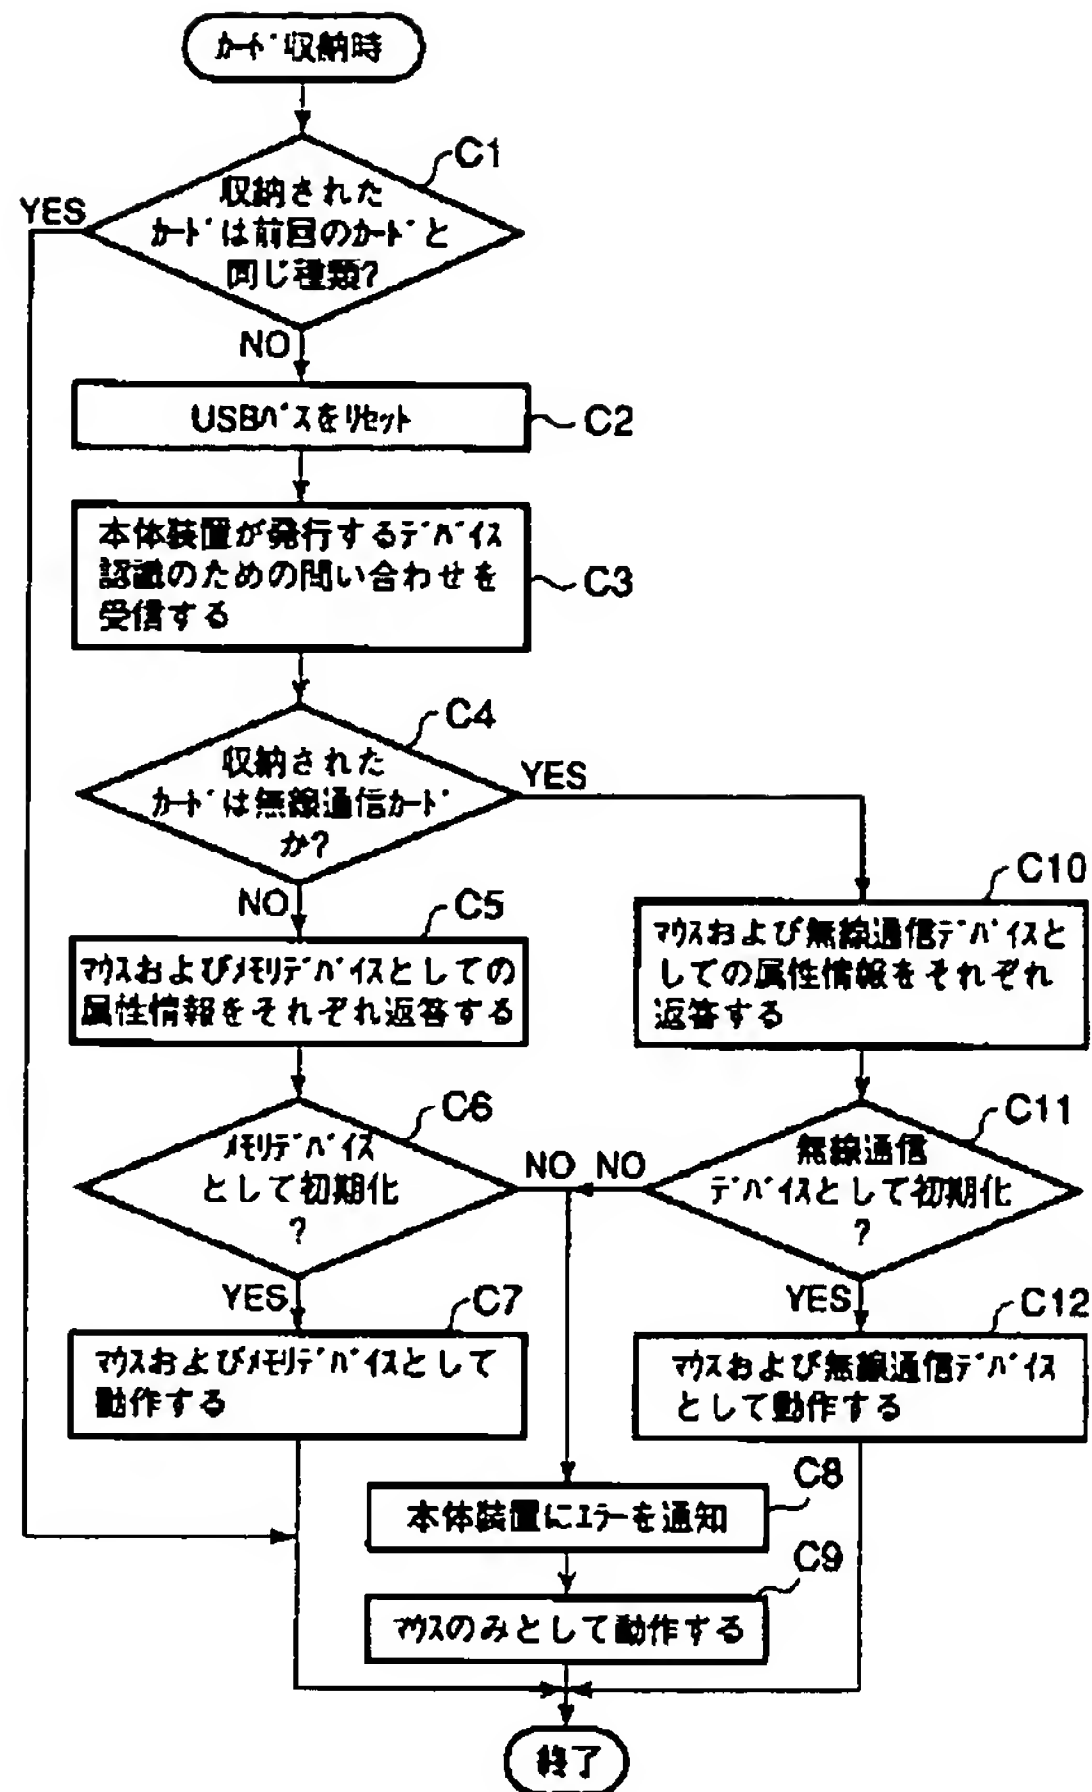 ｶｰﾄﾞ収納時
C1
収納された
ｶｰﾄﾞは前回のｶｰﾄﾞと
同じ種類?
YES
NO
USBﾊﾞｽをﾘｾｯﾄ
C2
本体装置が発行するﾃﾞﾊﾞｲｽ
認識のための問い合わせを
受信する
C3
C4
収納された
ｶｰﾄﾞは無線通信ｶｰﾄﾞ
か?
YES
NO
C5
ﾏｳｽおよびﾒﾓﾘﾃﾞﾊﾞｲｽとしての
属性情報をそれぞれ返答する
C10
ﾏｳｽおよび無線通信ﾃﾞﾊﾞｲｽと
しての属性情報をそれぞれ
返答する
C6
ﾒﾓﾘﾃﾞﾊﾞｲｽ
として初期化
?
NO
NO
C11
無線通信
ﾃﾞﾊﾞｲｽとして初期化
?
YES
C7
ﾏｳｽおよびﾒﾓﾘﾃﾞﾊﾞｲｽとして
動作する
YES
C12
ﾏｳｽおよび無線通信ﾃﾞﾊﾞｲｽ
として動作する
C8
本体装置にｴﾗｰを通知
C9
ﾏｳｽのみとして動作する
終了